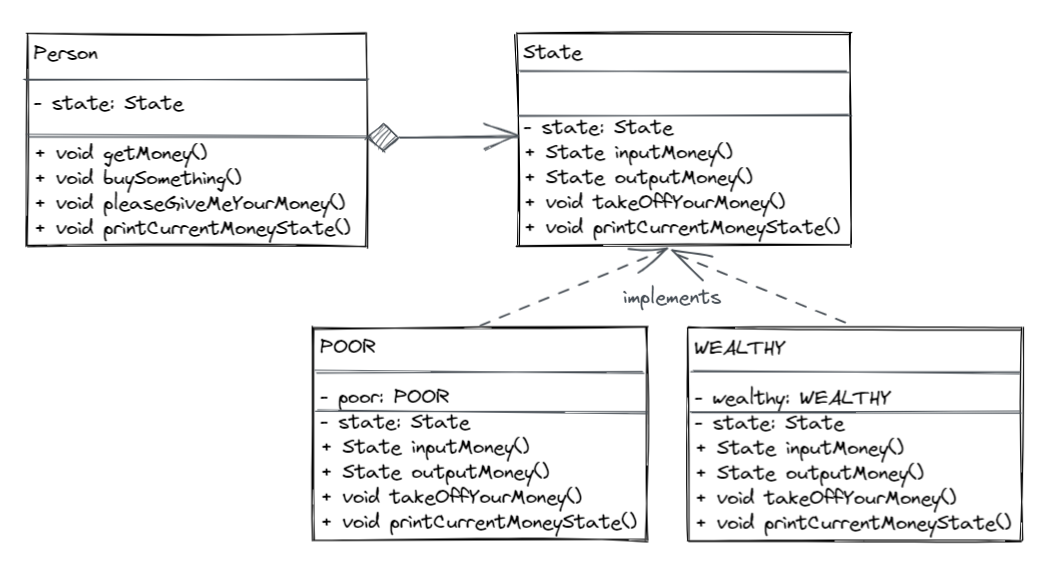 Person
- state: State
+ void getMoney()
+ void buySomething()
+ void pleaseGiveMeYourMoney()
+ void printCurrentMoneyState()
State
- state: State
+ State inputMoney()
+ State outputMoney()
+ void takeOffYourMoney()
+ void printCurrentMoneyState()
implements
POOR
- poor: POOR
- state: State
+ State inputMoney()
+ State outputMoney()
+ void takeOffYourMoney()
+ void printCurrentMoneyState()
WEALTHY
- wealthy: WEALTHY
- state: State
+ State inputMoney()
+ State outputMoney()
+ void takeOffYourMoney()
+ void printCurrentMoneyState()